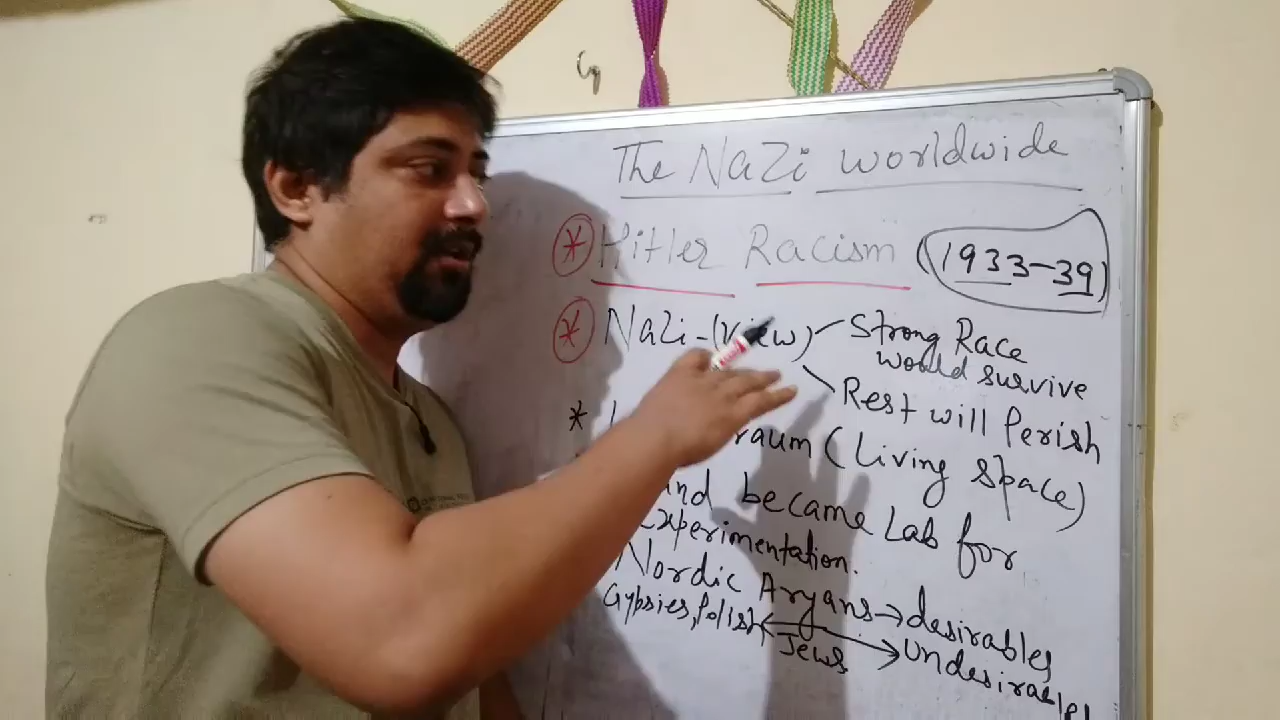 The Nazi worldwide
* Hitler Racism (1933-39)
* Nazi-(view) Strong Race
would survive
Rest will Perish
* raum (Living space)
became Lab for
Experimentation.
Nordic Aryans → desirables
Gypsies, Polish ← Jews → Undesirables